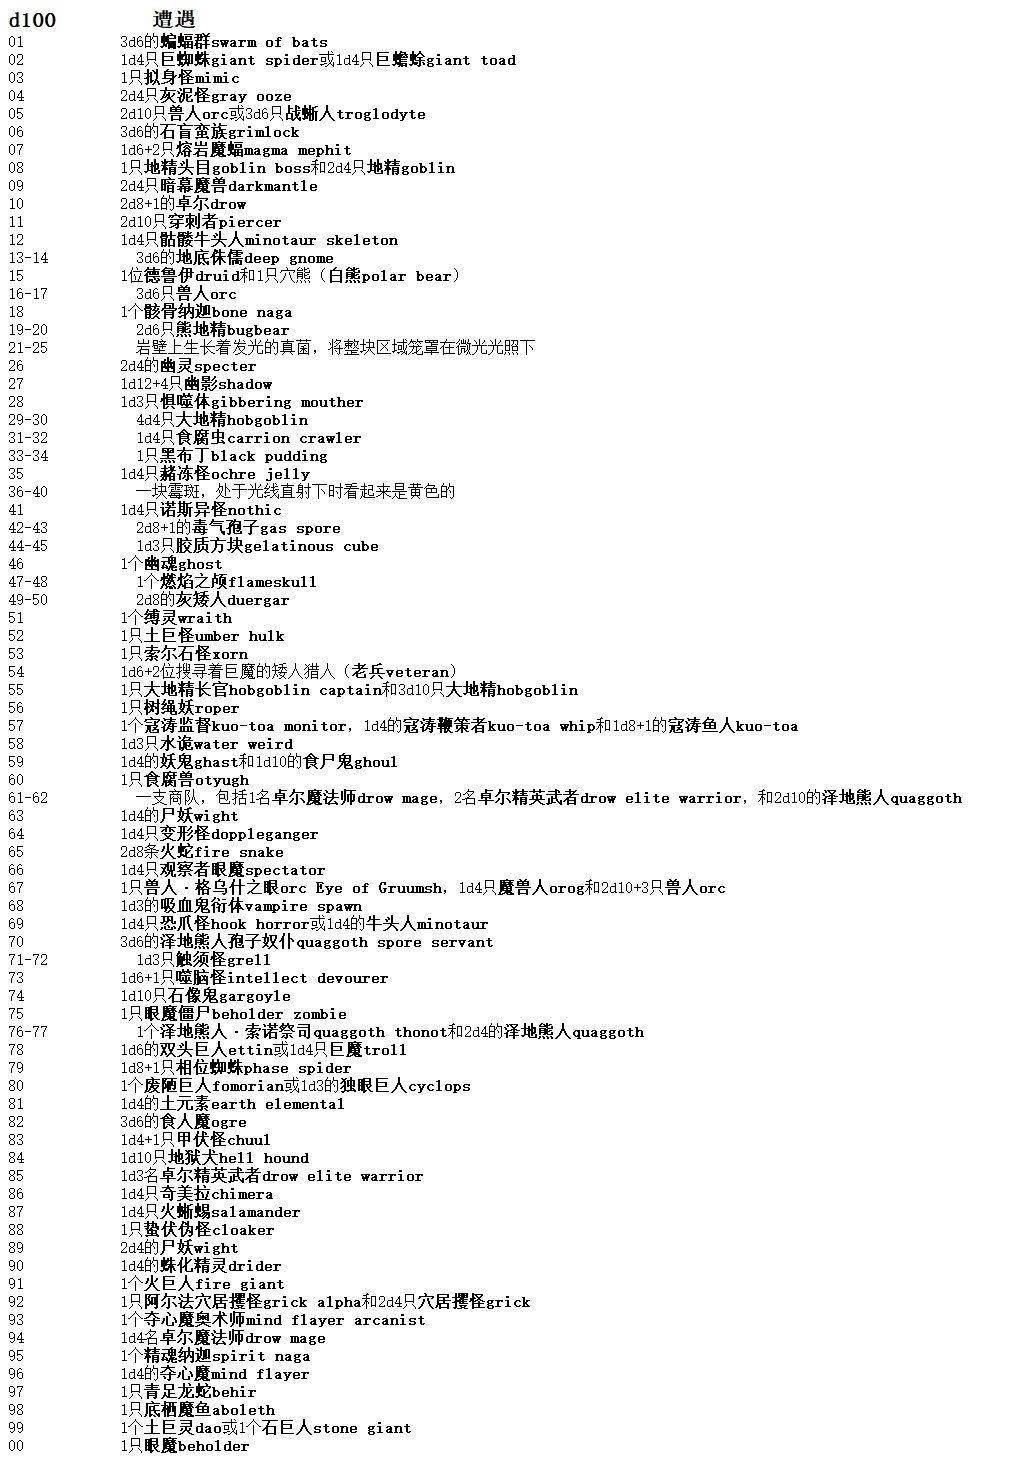 d100 遭遇
01 3d6的蝙蝠群swarm of bats
02 1d4只巨蜘蛛giant spider或1d4只巨蟾蜍giant toad
03 1只拟身怪mimic
04 2d4只灰泥怪gray ooze
05 2d10只兽人orc或3d6只战蜥人troglodyte
06 3d6的石盲蛮族grimlock
07 1d6+2只熔岩魔蝠magma mephit
08 1只地精头目goblin boss和2d4只地精goblin
09 2d4只暗幕魔兽darkmantle
10 2d8+1的卓尔drow
11 2d10只穿刺者piercer
12 1d4只骷髅牛头人minotaur skeleton
13-14 3d6的地底侏儒deep gnome
15 1位德鲁伊druid和1只穴熊（白熊polar bear）
16-17 3d6只兽人orc
18 1个骸骨纳迦bone naga
19-20 2d6只熊地精bugbear
21-25 岩壁上生长着发光的真菌，将整块区域笼罩在微光光照下
26 2d4的幽灵specter
27 1d12+4只幽影shadow
28 1d3只惧噬体gibbering mouther
29-30 4d4只大地精hobgoblin
31-32 1d4只食腐虫carrion crawler
33-34 1只黑布丁black pudding
35 1d4只赭冻怪ochre jelly
36-40 一块霉斑，处于光线直射下时看起来是黄色的
41 1d4只诺斯异怪nothic
42-43 2d8+1的毒气孢子gas spore
44-45 1d3只胶质方块gelatinous cube
46 1个幽魂ghost
47-48 1个燃焰之颅flameskull
49-50 2d8的灰矮人duergar
51 1个缚灵wraith
52 1只土巨怪umber hulk
53 1只索尔石怪xorn
54 1d6+2位搜寻着巨魔的矮人猎人（老兵veteran）
55 1只大地精长官hobgoblin captain和3d10只大地精hobgoblin
56 1只树绳妖roper
57 1个寇涛监督kuo-toa monitor，1d4的寇涛鞭策者kuo-toa whip和1d8+1的寇涛鱼人kuo-toa
58 1d3只水诡water weird
59 1d4的妖鬼ghast和1d10的食尸鬼ghoul
60 1只食腐兽otyugh
61-62 一支商队，包括1名卓尔魔法师drow mage，2名卓尔精英武者drow elite warrior，和2d10的泽地熊人quaggoth
63 1d4的尸妖wight
64 1d4只变形怪doppleganger
65 2d8条火蛇fire snake
66 1d4只观察者眼魔spectator
67 1只兽人·格乌什之眼orc Eye of Gruumsh，1d4只魔兽人orog和2d10+3只兽人orc
68 1d3的吸血鬼衍体vampire spawn
69 1d4只恐爪怪hook horror或1d4的牛头人minotaur
70 3d6的泽地熊人孢子奴仆quaggoth spore servant
71-72 1d3只触须怪grell
73 1d6+1只噬脑怪intellect devourer
74 1d10只石像鬼gargoyle
75 1只眼魔僵尸beholder zombie
76-77 1个泽地熊人·索诺祭司quaggoth thonot和2d4的泽地熊人quaggoth
78 1d6的双头巨人ettin或1d4只巨魔troll
79 1d8+1只相位蜘蛛phase spider
80 1个废陋巨人fomorian或1d3的独眼巨人cyclops
81 1d4的土元素earth elemental
82 3d6的食人魔ogre
83 1d4+1只甲伏怪chuul
84 1d10只地狱犬hell hound
85 1d3名卓尔精英武者drow elite warrior
86 1d4只奇美拉chimera
87 1d4只火蜥蜴salamander
88 1只蛰伏伪怪cloaker
89 2d4的尸妖wight
90 1d4的蛛化精灵drider
91 1个火巨人fire giant
92 1只阿尔法穴居攫怪grick alpha和2d4只穴居攫怪grick
93 1个夺心魔奥术师mind flayer arcanist
94 1d4名卓尔魔法师drow mage
95 1个精魂纳迦spirit naga
96 1d4的夺心魔mind flayer
97 1只青足龙蛇behir
98 1只底栖魔鱼aboleth
99 1个土巨灵dao或1个石巨人stone giant
00 1只眼魔beholder